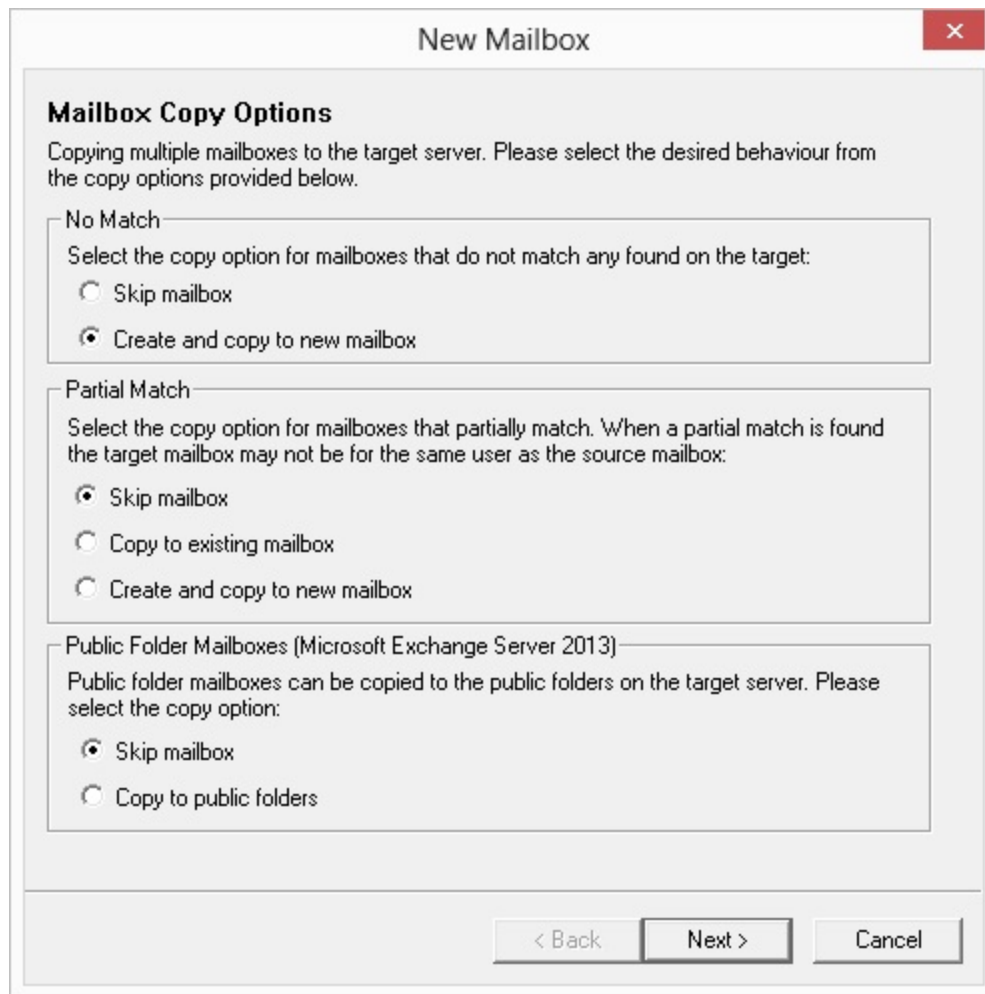 New Mailbox
Mailbox Copy Options
Copying multiple mailboxes to the target server. Please select the desired behaviour from
the copy options provided below.
No Match
Select the copy option for mailboxes that do not match any found on the target:
Skip mailbox
Create and copy to new mailbox
Partial Match
Select the copy option for mailboxes that partially match. When a partial match is found
the target mailbox may not be for the same user as the source mailbox:
Skip mailbox
Copy to existing mailbox
Create and copy to new mailbox
Public Folder Mailboxes (Microsoft Exchange Server 2013)
Public folder mailboxes can be copied to the public folders on the target server. Please
select the copy option:
Skip mailbox
Copy to public folders
< Back Next > Cancel